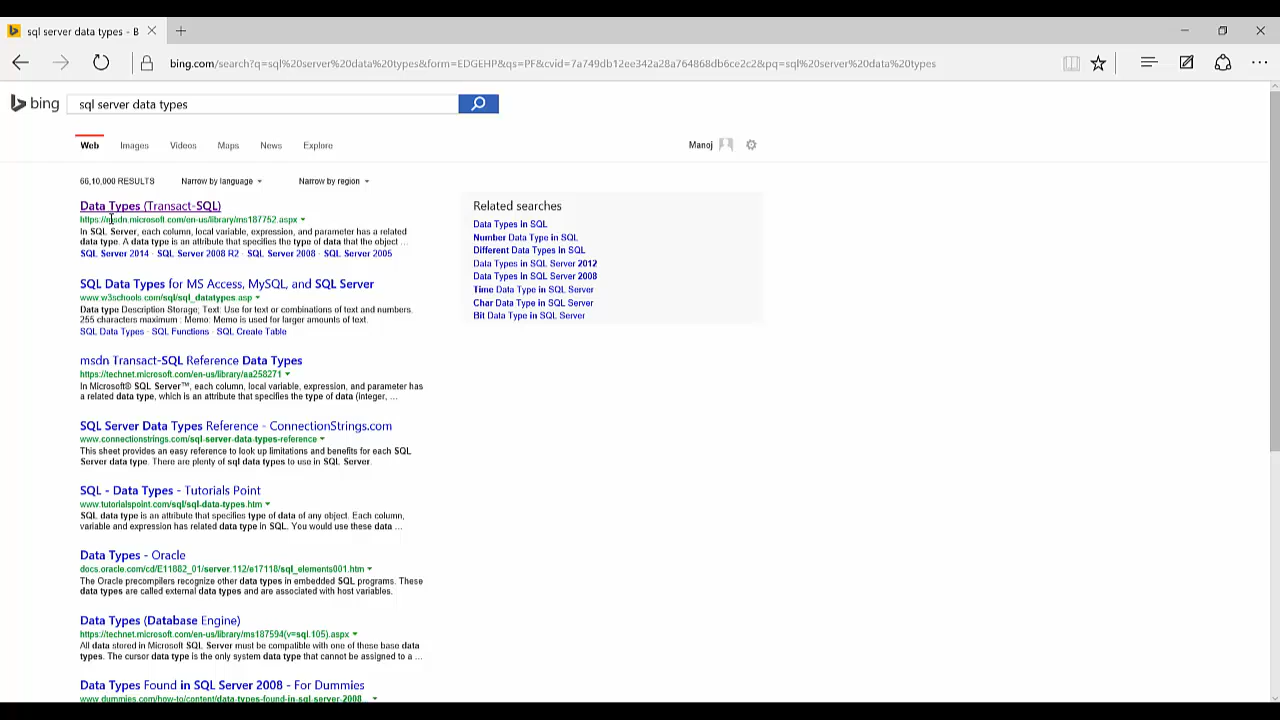 sql server data types - B
bing.com/search?q=sql%20server%20data%20types&form=EDGEHP&qs=PF&cvid=7a749db12ee342a28a764868db6ce2c2&pq=sql%20server%20data%20types
bing
sql server data types
Web Images Videos Maps News Explore
Manoj
66,10,000 RESULTS Narrow by language Narrow by region
Data Types (Transact-SQL)
https://msdn.microsoft.com/en-us/library/ms187752.aspx
In SQL Server, each column, local variable, expression, and parameter has a related
data type. A data type is an attribute that specifies the type of data that the object ...
SQL Server 2014 · SQL Server 2008 R2 · SQL Server 2008 · SQL Server 2005
SQL Data Types for MS Access, MySQL, and SQL Server
www.w3schools.com/sql/sql_datatypes.asp
Data type Description Storage; Text: Use for text or combinations of text and numbers.
255 characters maximum : Memo: Memo is used for larger amounts of text.
SQL Data Types · SQL Functions · SQL Create Table
msdn Transact-SQL Reference Data Types
https://technet.microsoft.com/en-us/library/aa258271
In Microsoft® SQL Server™, each column, local variable, expression, and parameter has
a related data type, which is an attribute that specifies the type of data (integer, ...
SQL Server Data Types Reference - ConnectionStrings.com
www.connectionstrings.com/sql-server-data-types-reference
This sheet provides an easy reference to look up limitations and benefits for each SQL
Server data type. There are plenty of sql data types to use in SQL Server.
SQL - Data Types - Tutorials Point
www.tutorialspoint.com/sql/sql-data-types.htm
SQL data type is an attribute that specifies type of data of any object. Each column,
variable and expression has related data type in SQL. You would use these data ...
Data Types - Oracle
docs.oracle.com/cd/E11882_01/server.112/e17118/sql_elements001.htm
The Oracle precompilers recognize other data types in embedded SQL programs. These
data types are called external data types and are associated with host variables.
Data Types (Database Engine)
https://technet.microsoft.com/en-us/library/ms187594(v=sql.105).aspx
All data stored in Microsoft SQL Server must be compatible with one of these base data
types. The cursor data type is the only system data type that cannot be assigned to a ...
Data Types Found in SQL Server 2008 - For Dummies
www.dummies.com/how-to/content/data-types-found-in-sql-server-2008...
Related searches
Data Types in SQL
Number Data Type in SQL
Different Data Types in SQL
Data Types in SQL Server 2012
Data Types in SQL Server 2008
Time Data Type in SQL Server
Char Data Type in SQL Server
Bit Data Type in SQL Server